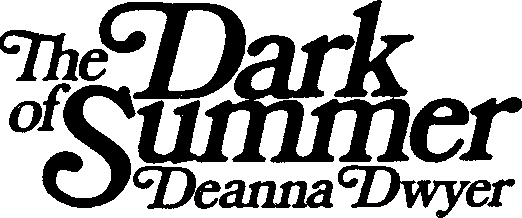 The Dark
of Summer
Deanna Dwyer